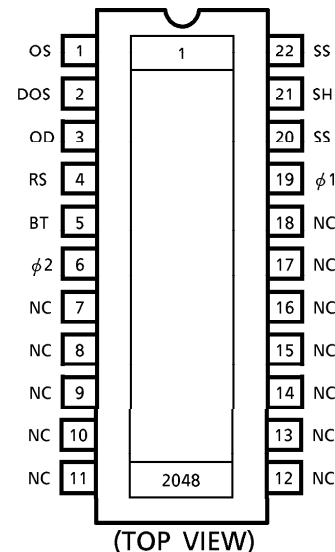 OS 1 1 22 SS
DOS 2 21 SH
OD 3 20 SS
RS 4 19 ϕ1
BT 5 18 NC
ϕ2 6 17 NC
NC 7 16 NC
NC 8 15 NC
NC 9 14 NC
NC 10 13 NC
NC 11 2048 12 NC
(TOP VIEW)